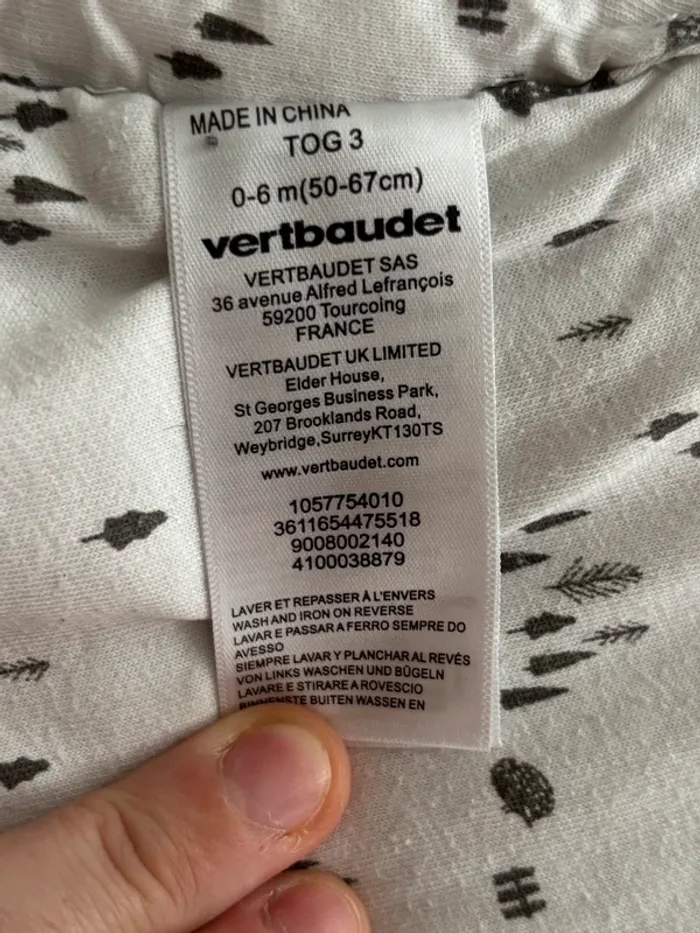 MADE IN CHINA
TOG 3
0-6 m(50-67cm)
vertbaudet
VERTBAUDET SAS
36 avenue Alfred Lefrançois
59200 Tourcoing
FRANCE
VERTBAUDET UK LIMITED
Elder House,
St Georges Business Park,
207 Brooklands Road,
Weybridge,SurreyKT130TS
www.vertbaudet.com
1057754010
3611654475518
9008002140
4100038879
LAVER ET REPASSER À L'ENVERS
WASH AND IRON ON REVERSE
LAVAR E PASSAR A FERRO SEMPRE DO
AVESSO
SIEMPRE LAVAR Y PLANCHAR AL REVÉS
VON LINKS WASCHEN UND BÜGELN
LAVARE E STIRARE A ROVESCIO
BINNENSTE BUITEN WASSEN EN